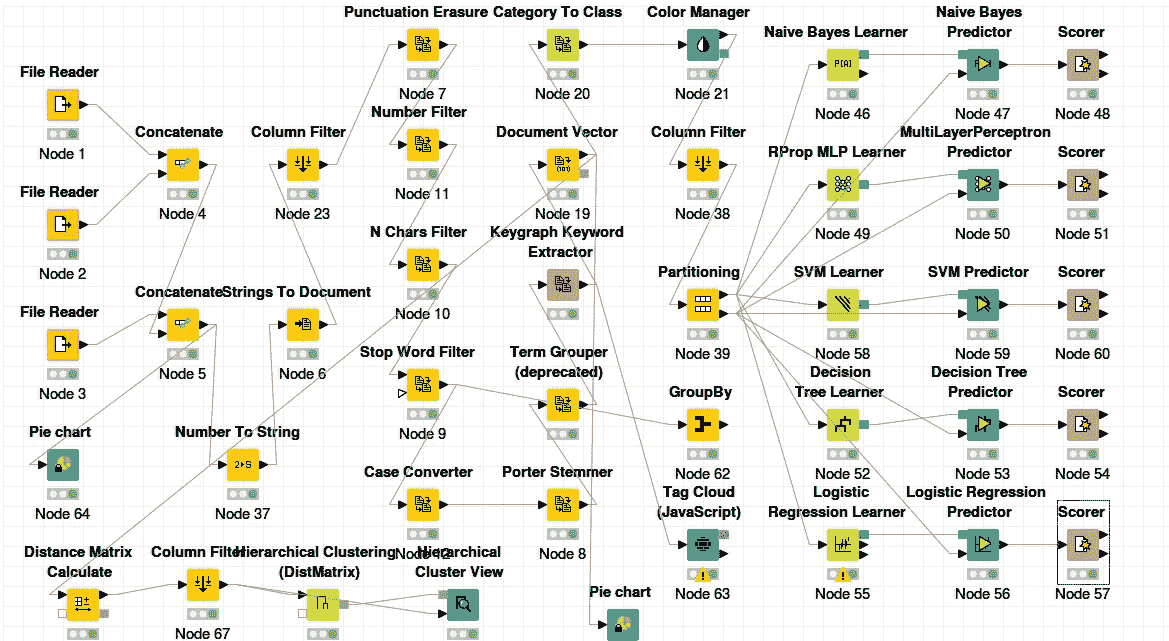 Punctuation Erasure
Category To Class
Color Manager
Naive Bayes Learner
Naive Bayes
Predictor
Scorer
File Reader
Node 1
Node 7
Node 20
Node 21
Node 46
Node 47
Node 48
Concatenate
Column Filter
Number Filter
Document Vector
Column Filter
RProp MLP Learner
MultiLayerPerceptron
Predictor
Scorer
File Reader
Node 2
Node 4
Node 23
Node 11
Node 19
Node 38
Node 49
Node 50
Node 51
N Chars Filter
Keygraph Keyword
Extractor
Partitioning
SVM Learner
SVM Predictor
Scorer
File Reader
Node 3
Concatenate
Strings To Document
Node 5
Node 6
Node 10
Node 39
Node 58
Node 59
Node 60
Stop Word Filter
Term Grouper
(deprecated)
GroupBy
Decision
Tree Learner
Decision Tree
Predictor
Scorer
Pie chart
Node 64
Number To String
2▸S
Node 37
Node 9
Node 62
Node 52
Node 53
Node 54
Case Converter
Porter Stemmer
Tag Cloud
(JavaScript)
Logistic
Regression Learner
Logistic Regression
Predictor
Scorer
Node 8
Node 63
Node 55
Node 56
Node 57
Distance Matrix
Calculate
Column Filter
Node 67
Hierarchical Clustering
(DistMatrix)
Hierarchical
Cluster View
Pie chart